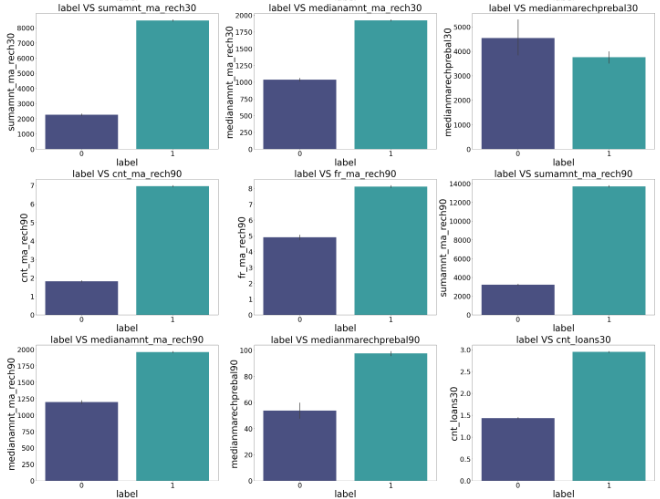 label VS sumamnt_ma_rech30
sumamnt_ma_rech30
8000
7000
6000
5000
4000
3000
2000
1000
0
0 1
label
label VS medianamnt_ma_rech30
medianamnt_ma_rech30
2000
1750
1500
1250
1000
750
500
250
0
0 1
label
label VS medianmarechprebal30
medianmarechprebal30
5000
4000
3000
2000
1000
0
0 1
label
label VS cnt_ma_rech90
cnt_ma_rech90
7
6
5
4
3
2
1
0
0 1
label
label VS fr_ma_rech90
fr_ma_rech90
8
7
6
5
4
3
2
1
0
0 1
label
label VS sumamnt_ma_rech90
sumamnt_ma_rech90
14000
12000
10000
8000
6000
4000
2000
0
0 1
label
label VS medianamnt_ma_rech90
medianamnt_ma_rech90
2000
1750
1500
1250
1000
750
500
250
0
0 1
label
label VS medianmarechprebal90
medianmarechprebal90
100
80
60
40
20
0
0 1
label
label VS cnt_loans30
cnt_loans30
3.0
2.5
2.0
1.5
1.0
0.5
0.0
0 1
label